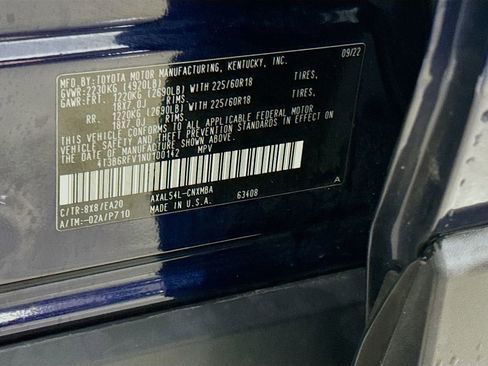 MFD.BY:TOYOTA MOTOR MANUFACTURING, KENTUCKY, INC. 09/22
GVWR:2230KG (4920LB)
GAWR:FRT. 1220KG (2690LB) WITH 225/60R18 TIRES,
18X7.0J RIMS,
RR. 1220KG (2690LB) WITH 225/60R18 TIRES,
18X7.0J RIMS,
THIS VEHICLE CONFORMS TO ALL APPLICABLE FEDERAL MOTOR
VEHICLE SAFETY AND THEFT PREVENTION STANDARDS IN EFFECT ON
THE DATE OF MANUFACTURE SHOWN ABOVE.
4T3B6RFV1NU100142 MPV
C/TR:8X8/EA20 AXAL54L-CNXMBA 63408
A/TM:-02A/P710 MADE IN U.S.A. A